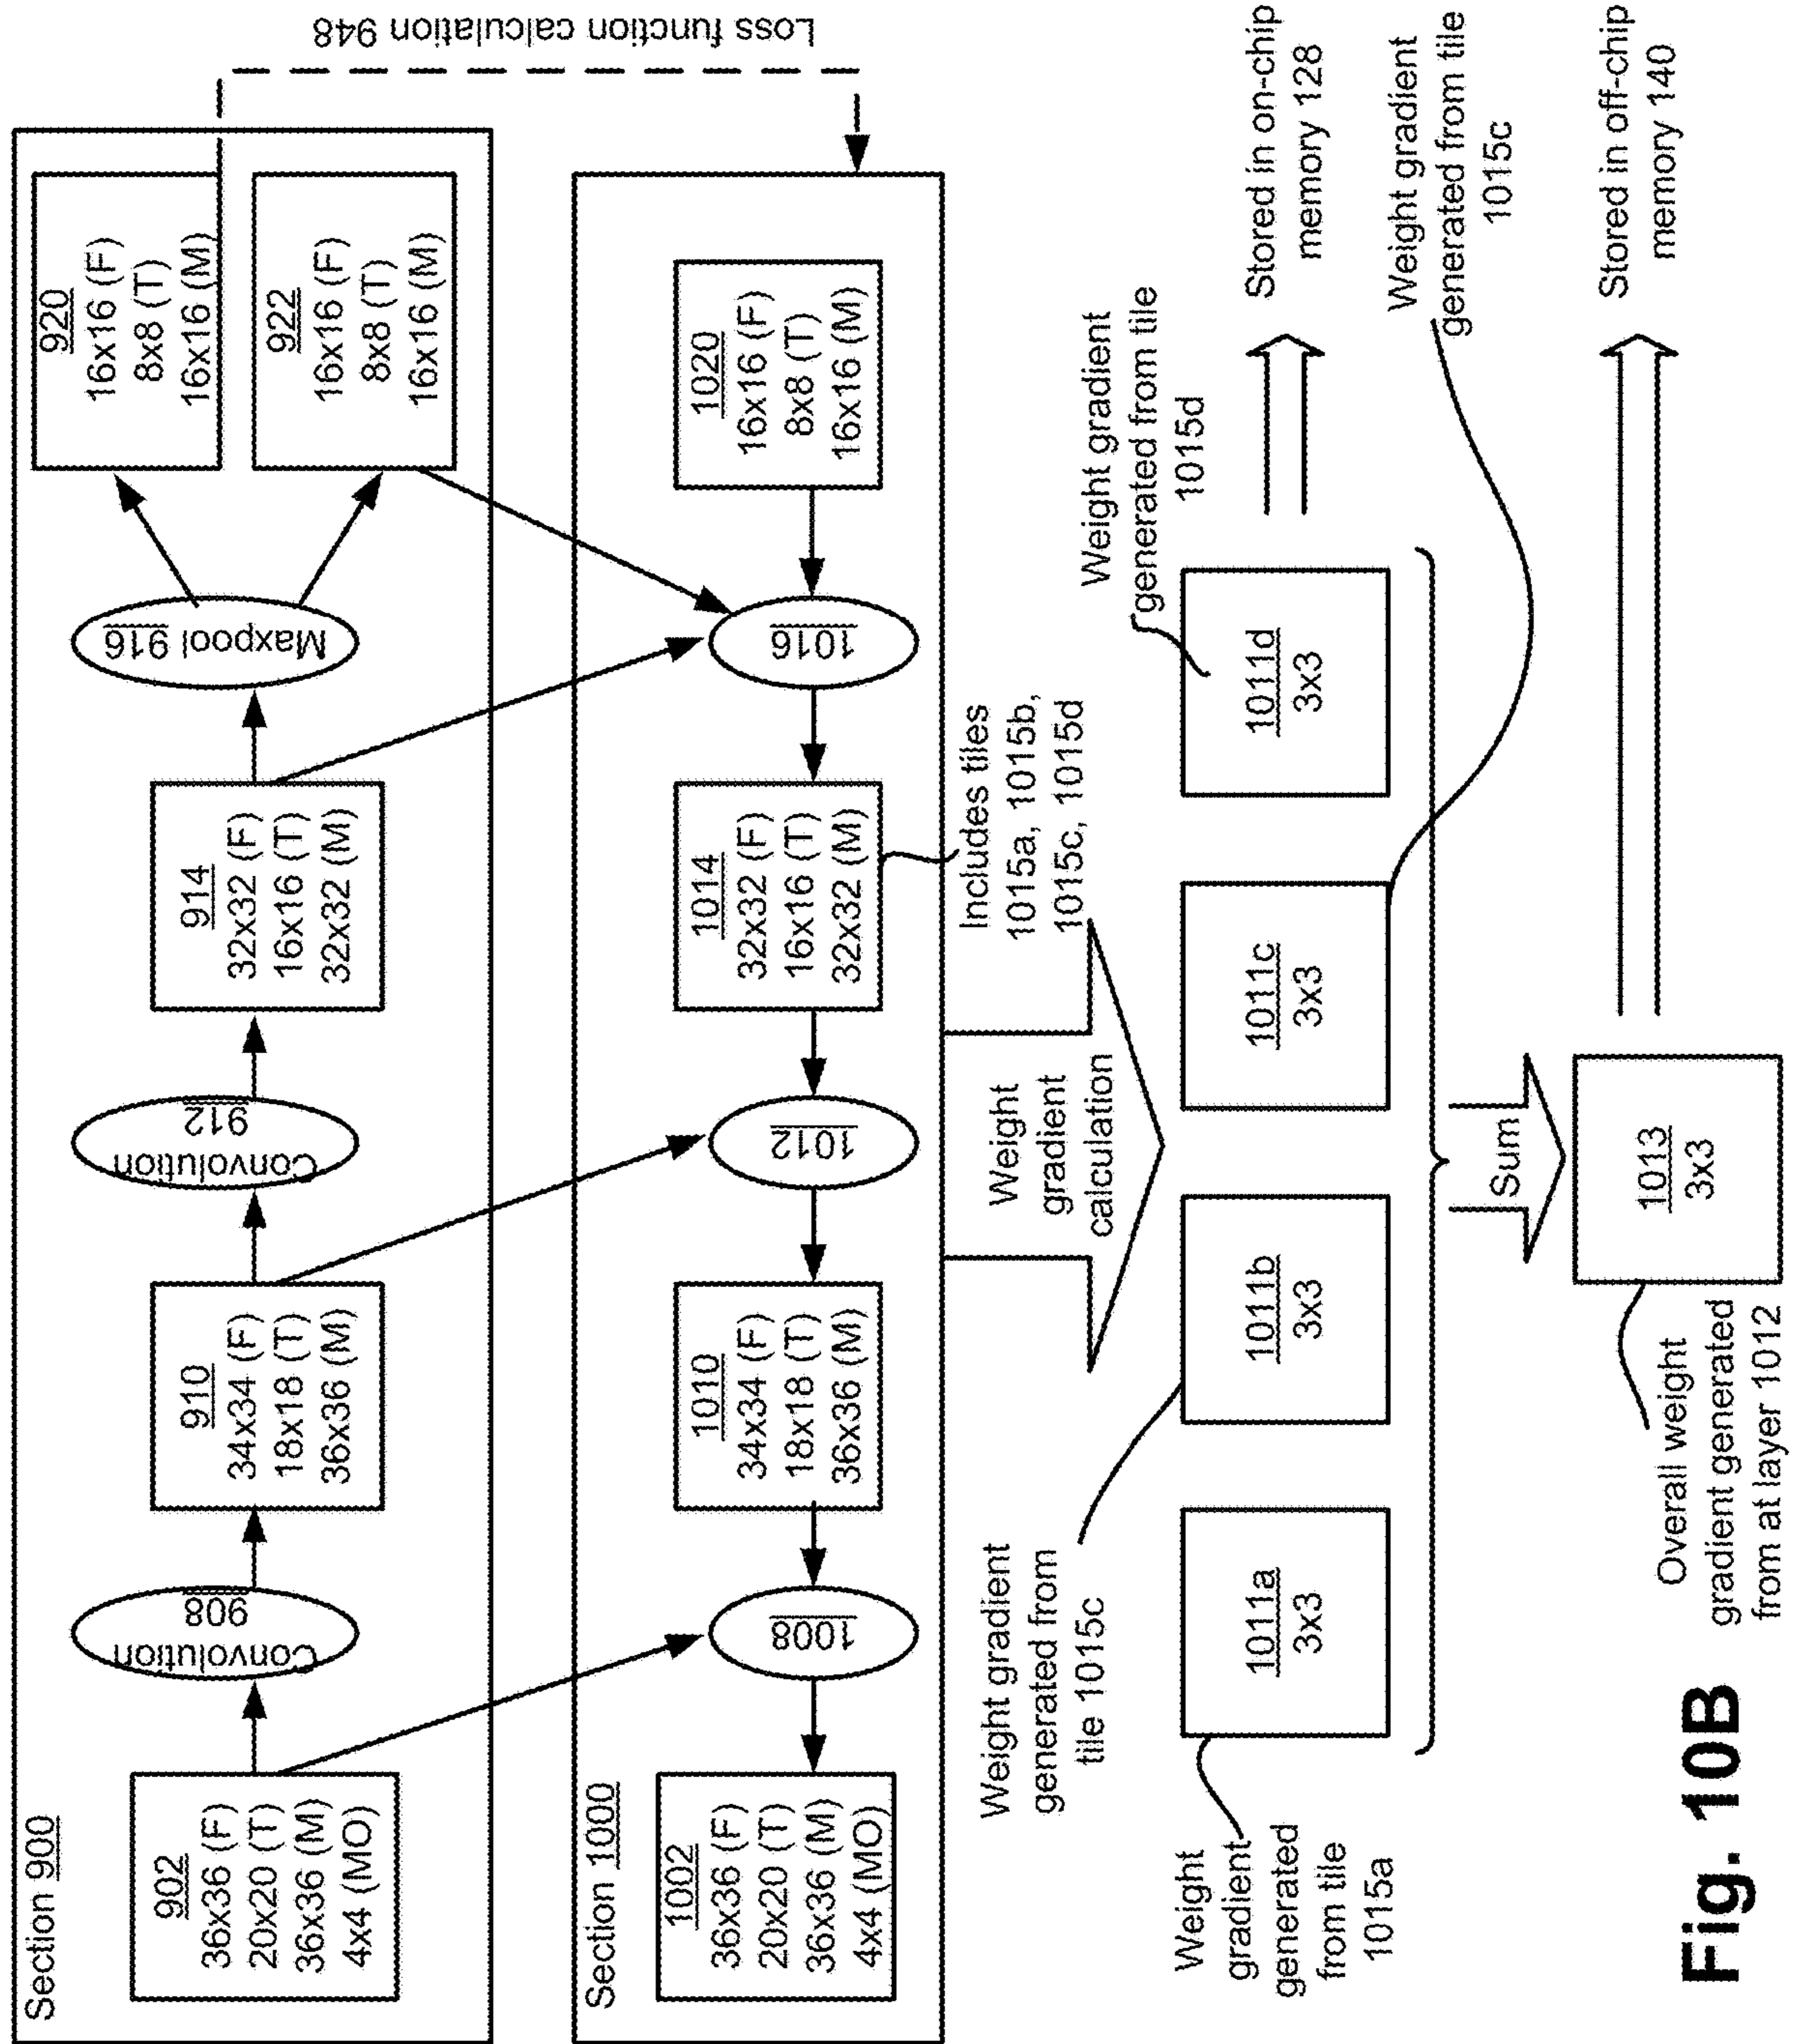 Section 900
902
36x36 (F)
20x20 (T)
36x36 (M)
4x4 (MO)
Convolution
908
910
34x34 (F)
18x18 (T)
36x36 (M)
Convolution
912
914
32x32 (F)
16x16 (T)
32x32 (M)
Maxpool 916
920
16x16 (F)
8x8 (T)
16x16 (M)
922
16x16 (F)
8x8 (T)
16x16 (M)
Loss function calculation 948
Section 1000
1002
36x36 (F)
20x20 (T)
36x36 (M)
4x4 (MO)
1008
1010
34x34 (F)
18x18 (T)
36x36 (M)
1012
1014
32x32 (F)
16x16 (T)
32x32 (M)
1016
1020
16x16 (F)
8x8 (T)
16x16 (M)
Includes tiles
1015a, 1015b,
1015c, 1015d
Weight
gradient
calculation
Weight gradient
generated from
tile 1015c
Weight gradient
generated from tile
1015d
Weight
gradient
generated
from tile
1015a
1011a
3x3
1011b
3x3
1011c
3x3
1011d
3x3
Stored in on-chip
memory 128
Weight gradient
generated from tile
1015c
Sum
1013
3x3
Stored in off-chip
memory 140
Overall weight
gradient generated
from at layer 1012
Fig. 10B